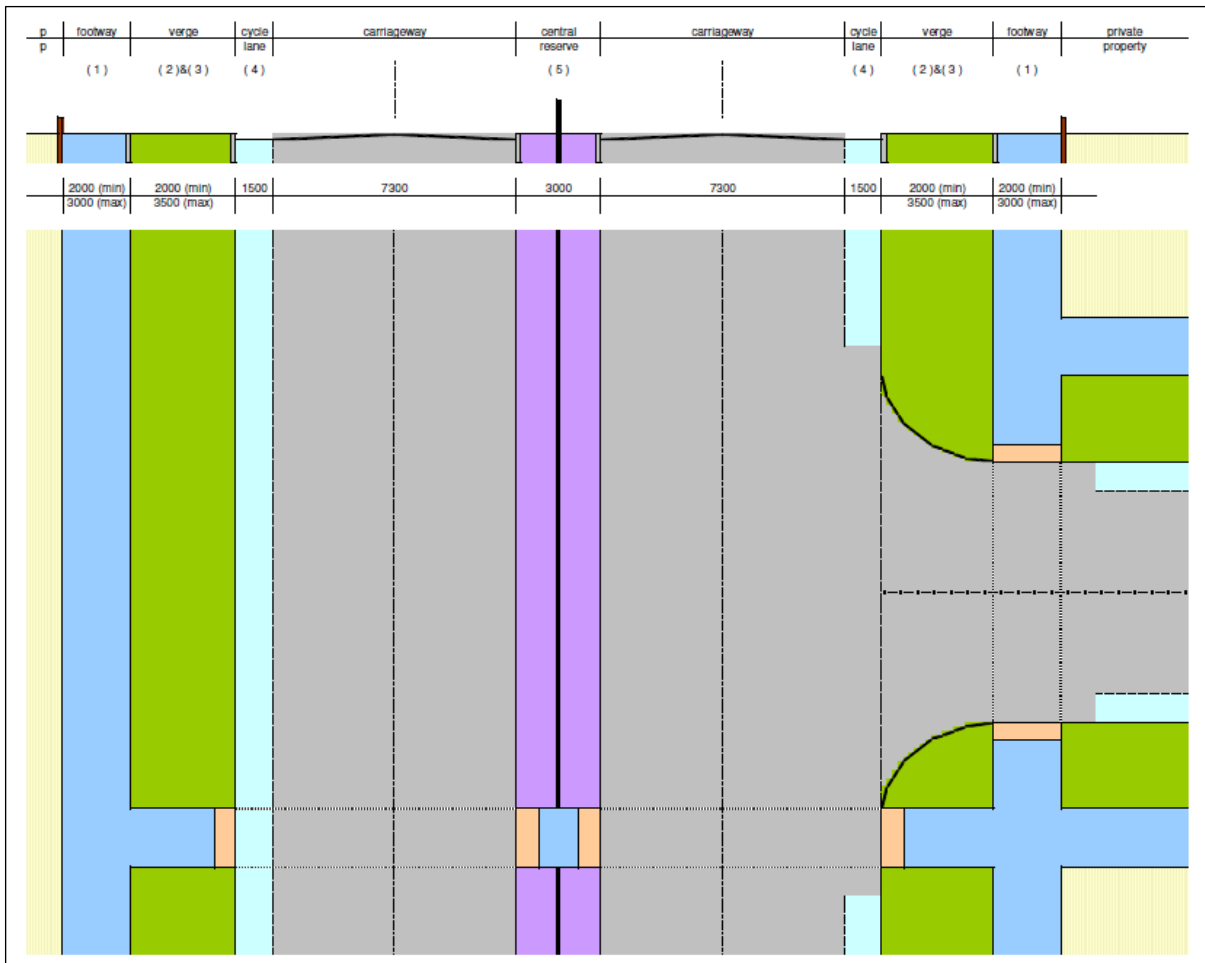 p footway verge cycle carriageway central carriageway cycle verge footway private
p lane reserve lane property
(1) (2)&(3) (4) (5) (4) (2)&(3) (1)
2000 (min) 2000 (min) 1500 7300 3000 7300 1500 2000 (min) 2000 (min)
3000 (max) 3500 (max) 3500 (max) 3000 (max)